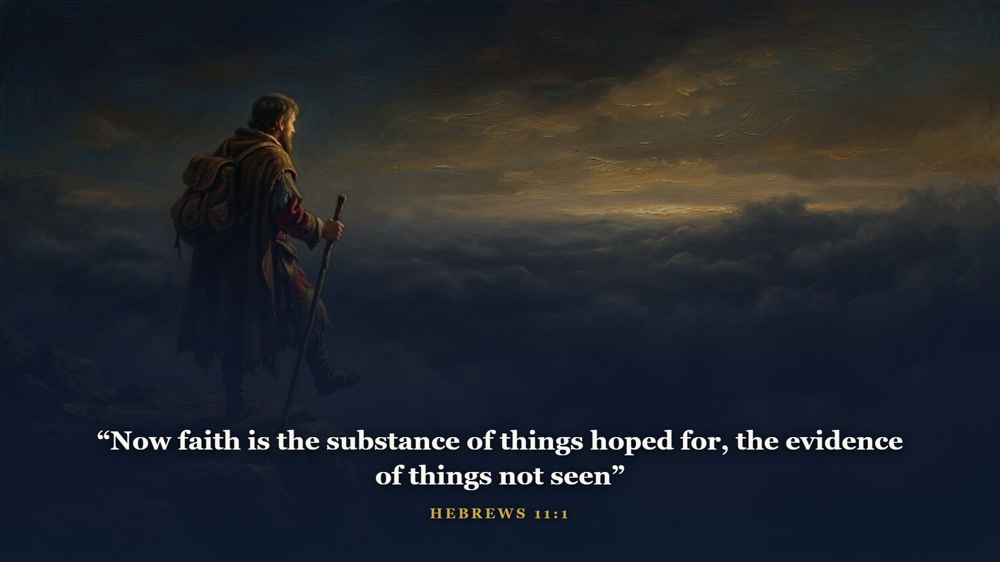 “Now faith is the substance of things hoped for, the evidence
of things not seen”
HEBREWS 11:1